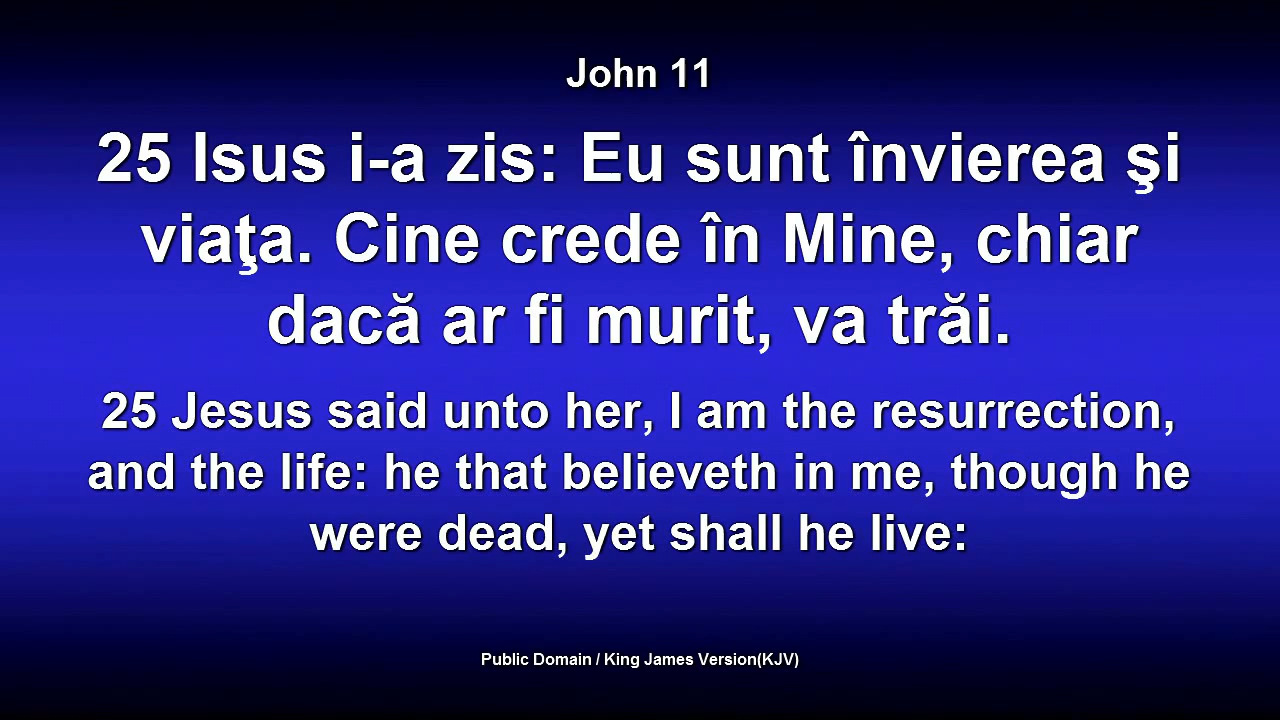 John 11
25 Isus i-a zis: Eu sunt învierea şi
viaţa. Cine crede în Mine, chiar
dacă ar fi murit, va trăi.
25 Jesus said unto her, I am the resurrection,
and the life: he that believeth in me, though he
were dead, yet shall he live:
Public Domain / King James Version(KJV)